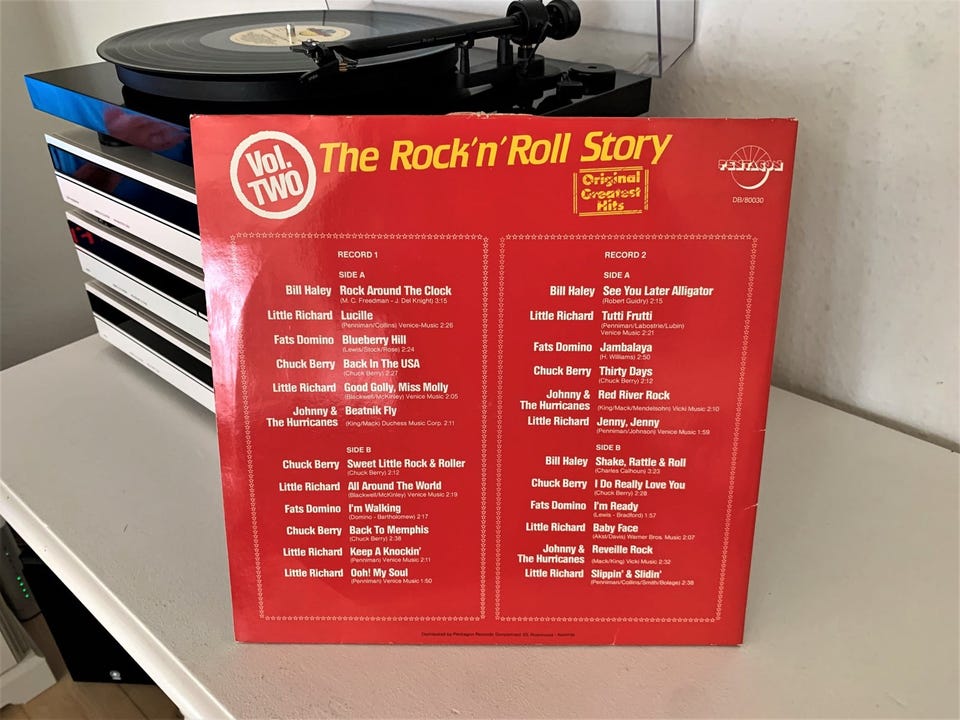 Vol.
TWO
The Rock'n'Roll Story
Original
Greatest
Hits
PENTAGON
DB/80030
RECORD 1
SIDE A
Bill Haley Rock Around The Clock
(M. C. Freedman - J. Del Knight) 3:15
Little Richard Lucille
(Penniman/Collins) Venice-Music 2:26
Fats Domino Blueberry Hill
(Lewis/Stock/Rose) 2:24
Chuck Berry Back In The USA
(Chuck Berry) 2:27
Little Richard Good Golly, Miss Molly
(Blackwell/McKinley) Venice Music 2:05
Johnny & Beatnik Fly
The Hurricanes (King/Mack) Duchess Music Corp. 2:11
SIDE B
Chuck Berry Sweet Little Rock & Roller
(Chuck Berry) 2:12
Little Richard All Around The World
(Blackwell/McKinley) Venice Music 2:19
Fats Domino I'm Walking
(Domino - Bartholomew) 2:17
Chuck Berry Back To Memphis
(Chuck Berry) 2:38
Little Richard Keep A Knockin'
(Penniman) Venice Music 2:11
Little Richard Ooh! My Soul
(Penniman) Venice Music 1:50
RECORD 2
SIDE A
Bill Haley See You Later Alligator
(Robert Guidry) 2:15
Little Richard Tutti Frutti
(Penniman/Labostrie/Lubin)
Venice Music 2:21
Fats Domino Jambalaya
(H. Williams) 2:50
Chuck Berry Thirty Days
(Chuck Berry) 2:12
Johnny & Red River Rock
The Hurricanes (King/Mack/Mendelsohn) Vicki Music 2:10
Little Richard Jenny, Jenny
(Penniman/Johnson) Venice Music 1:59
SIDE B
Bill Haley Shake, Rattle & Roll
(Charles Calhoun) 3:23
Chuck Berry I Do Really Love You
(Chuck Berry) 2:28
Fats Domino I'm Ready
(Lewis - Bradford) 1:57
Little Richard Baby Face
(Akst/Davis) Warner Bros. Music 2:07
Johnny & Reveille Rock
The Hurricanes (Mack/King) Vicki Music 2:32
Little Richard Slippin' & Slidin'
(Penniman/Collins/Smith/Bolage) 2:38
Distributed by Pentagon Records